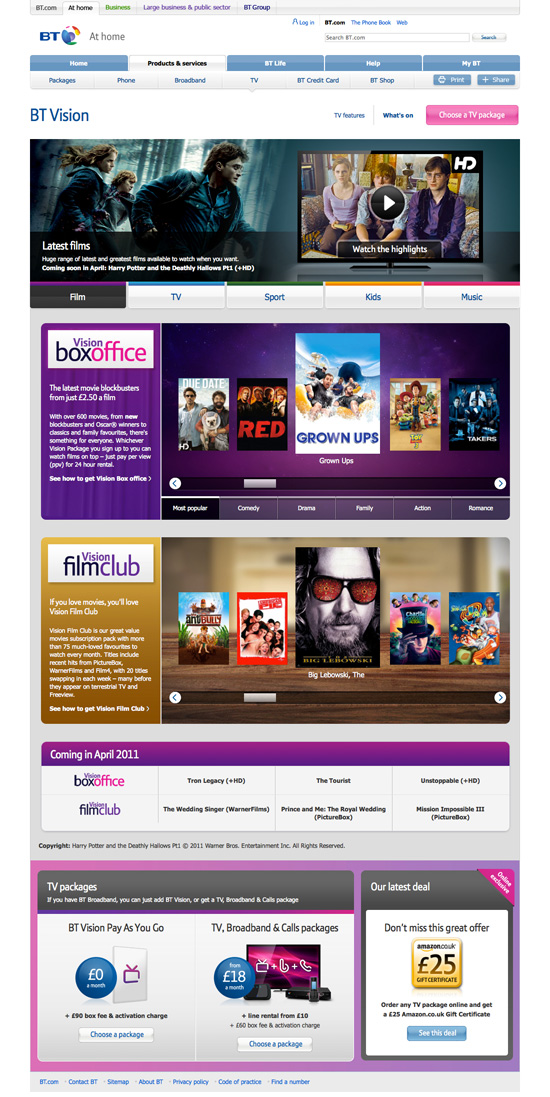 BT.com At home Business Large business & public sector BT Group
Log in BT.com The Phone Book Web
BT At home
Search BT.com Search
Home Products & services BT Life Help My BT
Packages Phone Broadband TV BT Credit Card BT Shop Print Share
BT Vision
TV features What's on Choose a TV package
HD
Latest films
Huge range of latest and greatest films available to watch when you want.
Coming soon in April: Harry Potter and the Deathly Hallows Pt1 (+HD)
Watch the highlights
Film TV Sport Kids Music
Vision
boxoffice
The latest movie blockbusters
from just £2.50 a film
With over 600 movies, from new
blockbusters and Oscar® winners to
classics and family favourites, there's
something for everyone. Whichever
Vision Package you sign up to you can
watch films on top – just pay per view
(ppv) for 24 hour rental.
See how to get Vision Box office
DUE DATE
HD
RED
GROWN UPS
TOY
STORY
3
TAKERS
Grown Ups
Most popular Comedy Drama Family Action Romance
Vision
filmclub
If you love movies, you'll love
Vision Film Club
Vision Film Club is our great value
movies subscription pack with more
than 75 much-loved favourites to
watch every month. Titles include
recent hits from PictureBox,
WarnerFilms and Film4, with 20 titles
swapping in each week – many before
they appear on terrestrial TV and
Freeview.
See how to get Vision Film Club
ANT BULLY
BIG LEBOWSKI
Charlie
Big Lebowski, The
Coming in April 2011
Vision
boxoffice
Tron Legacy (+HD) The Tourist Unstoppable (+HD)
Vision
filmclub
The Wedding Singer (WarnerFilms) Prince and Me: The Royal Wedding
(PictureBox)
Mission Impossible III
(PictureBox)
Copyright: Harry Potter and the Deathly Hallows Pt1 © 2011 Warner Bros. Entertainment Inc. All Rights Reserved.
TV packages
If you have BT Broadband, you can just add BT Vision, or get a TV, Broadband & Calls package
BT Vision Pay As You Go
£0
a month
+ £90 box fee & activation charge
Choose a package
TV, Broadband & Calls packages
from
£18
a month
+ line rental from £10
+ £60 box fee & activation charge
Choose a package
Our latest deal
Online
exclusive
Don't miss this great offer
amazon.co.uk
£25
GIFT CERTIFICATE
Order any TV package online and get
a £25 Amazon.co.uk Gift Certificate
See this deal
BT.com Contact BT Sitemap About BT Privacy policy Code of practice Find a number